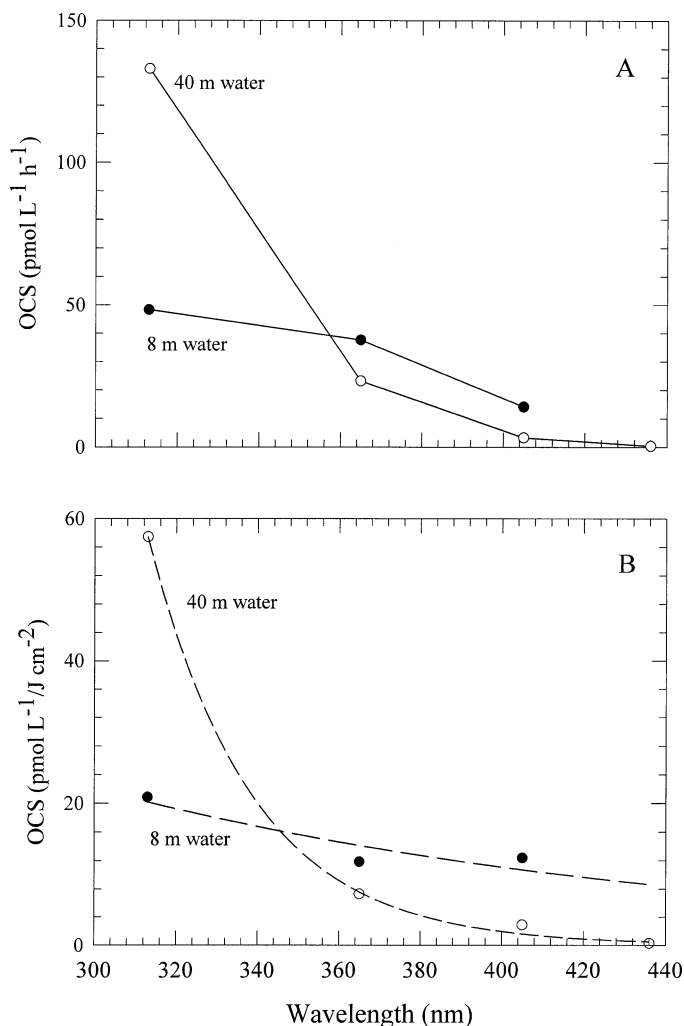 150
A
40 m water
100
OCS (pmol L⁻¹ h⁻¹)
50
8 m water
0
60
B
40 m water
40
OCS (pmol L⁻¹/J cm⁻²)
20
8 m water
0
300 320 340 360 380 400 420 440
Wavelength (nm)